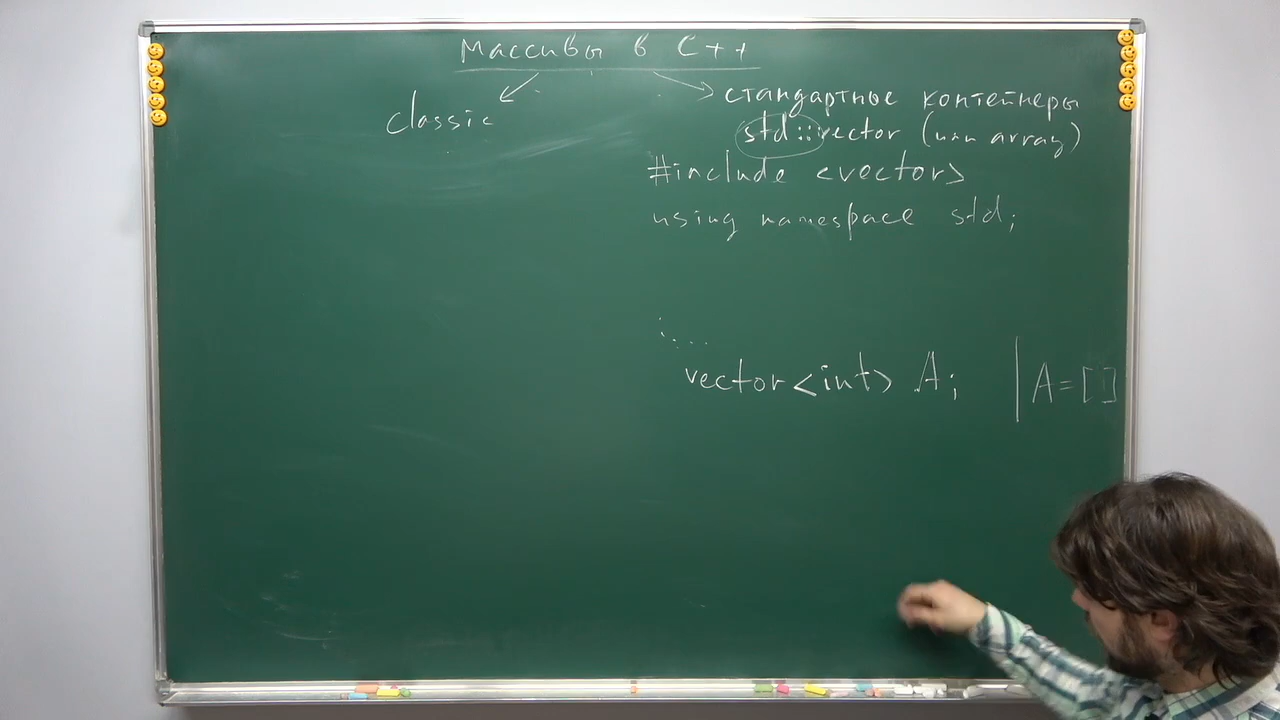 Массивы в C++
classic
стандартные контейнеры
std::vector (или array)
#include <vector>
using namespace std;
vector<int> A;
A=[]